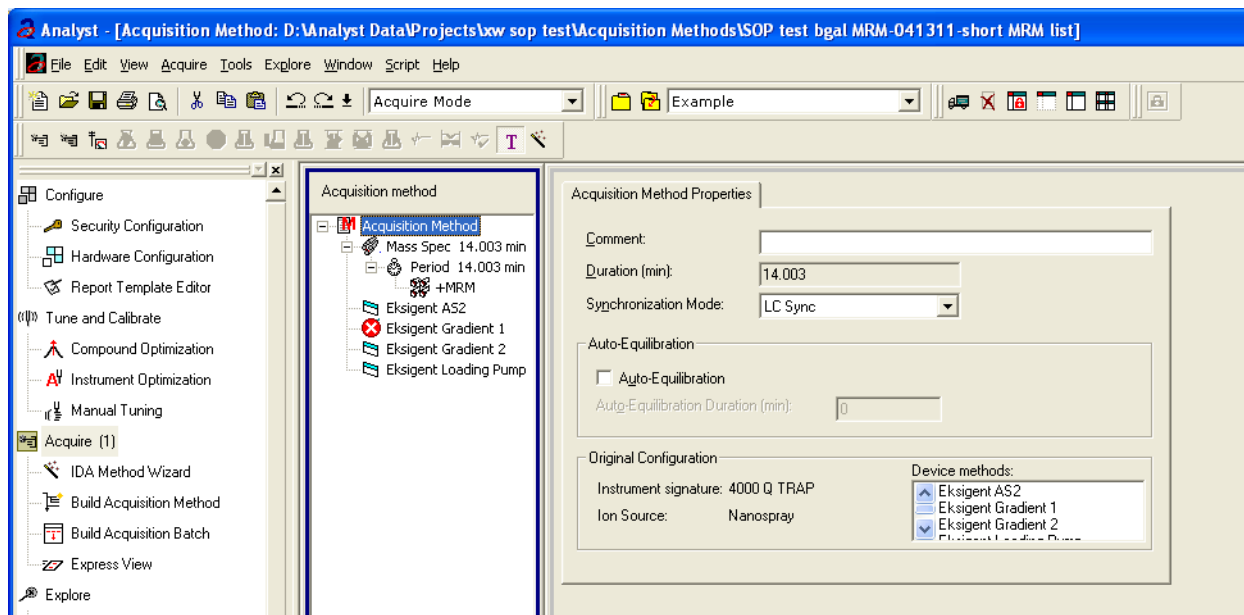 Analyst - [Acquisition Method: D:\Analyst Data\Projects\xw sop test\Acquisition Methods\SOP test bgal MRM-041311-short MRM list]
File Edit View Acquire Tools Explore Window Script Help
Acquire Mode
Example
T
Configure
Security Configuration
Hardware Configuration
Report Template Editor
Tune and Calibrate
Compound Optimization
Instrument Optimization
Manual Tuning
Acquire (1)
IDA Method Wizard
Build Acquisition Method
Build Acquisition Batch
Express View
Explore
Acquisition method
Acquisition Method
Mass Spec 14.003 min
Period 14.003 min
+MRM
Eksigent AS2
Eksigent Gradient 1
Eksigent Gradient 2
Eksigent Loading Pump
Acquisition Method Properties
Comment:
Duration (min): 14.003
Synchronization Mode: LC Sync
Auto-Equilibration
Auto-Equilibration
Auto-Equilibration Duration (min): 0
Original Configuration
Instrument signature: 4000 Q TRAP
Ion Source: Nanospray
Device methods:
Eksigent AS2
Eksigent Gradient 1
Eksigent Gradient 2
Eksigent Loading Pump